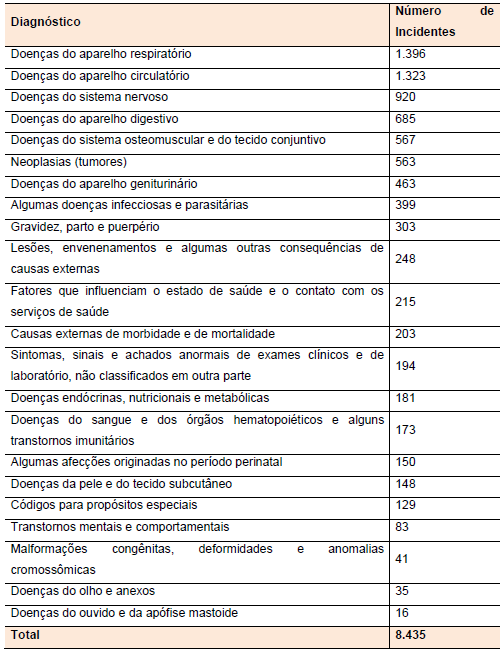 Diagnóstico
Número de
Incidentes
Doenças do aparelho respiratório 1.396
Doenças do aparelho circulatório 1.323
Doenças do sistema nervoso 920
Doenças do aparelho digestivo 685
Doenças do sistema osteomuscular e do tecido conjuntivo 567
Neoplasias (tumores) 563
Doenças do aparelho geniturinário 463
Algumas doenças infecciosas e parasitárias 399
Gravidez, parto e puerpério 303
Lesões, envenenamentos e algumas outras consequências de
causas externas
248
Fatores que influenciam o estado de saúde e o contato com os
serviços de saúde
215
Causas externas de morbidade e de mortalidade 203
Sintomas, sinais e achados anormais de exames clínicos e de
laboratório, não classificados em outra parte
194
Doenças endócrinas, nutricionais e metabólicas 181
Doenças do sangue e dos órgãos hematopoiéticos e alguns
transtornos imunitários
173
Algumas afecções originadas no período perinatal 150
Doenças da pele e do tecido subcutâneo 148
Códigos para propósitos especiais 129
Transtornos mentais e comportamentais 83
Malformações congênitas, deformidades e anomalias
cromossômicas
41
Doenças do olho e anexos 35
Doenças do ouvido e da apófise mastoide 16
Total 8.435